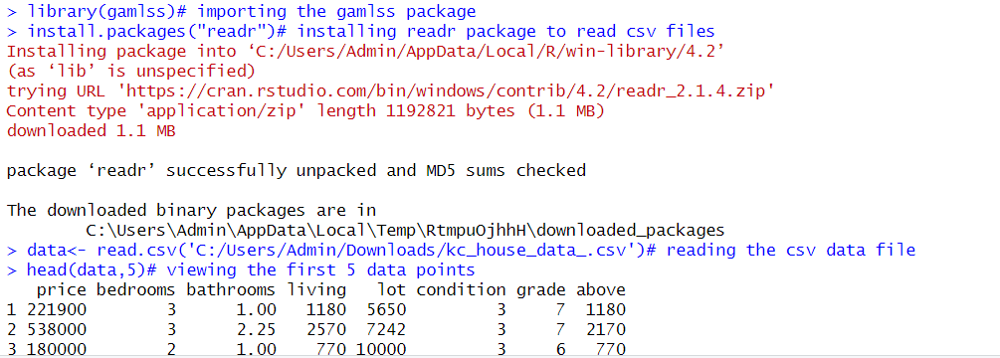 > library(gamlss)# importing the gamlss package
> install.packages("readr")# installing readr package to read csv files
Installing package into ‘C:/Users/Admin/AppData/Local/R/win-library/4.2’
(as ‘lib’ is unspecified)
trying URL 'https://cran.rstudio.com/bin/windows/contrib/4.2/readr_2.1.4.zip'
Content type 'application/zip' length 1192821 bytes (1.1 MB)
downloaded 1.1 MB

package ‘readr’ successfully unpacked and MD5 sums checked

The downloaded binary packages are in
        C:\Users\Admin\AppData\Local\Temp\RtmpuOjhhH\downloaded_packages
> data<- read.csv('C:/Users/Admin/Downloads/kc_house_data_.csv')# reading the csv data file
> head(data,5)# viewing the first 5 data points
   price bedrooms bathrooms living   lot condition grade above
1 221900        3      1.00   1180  5650         3     7  1180
2 538000        3      2.25   2570  7242         3     7  2170
3 180000        2      1.00    770 10000         3     6   770